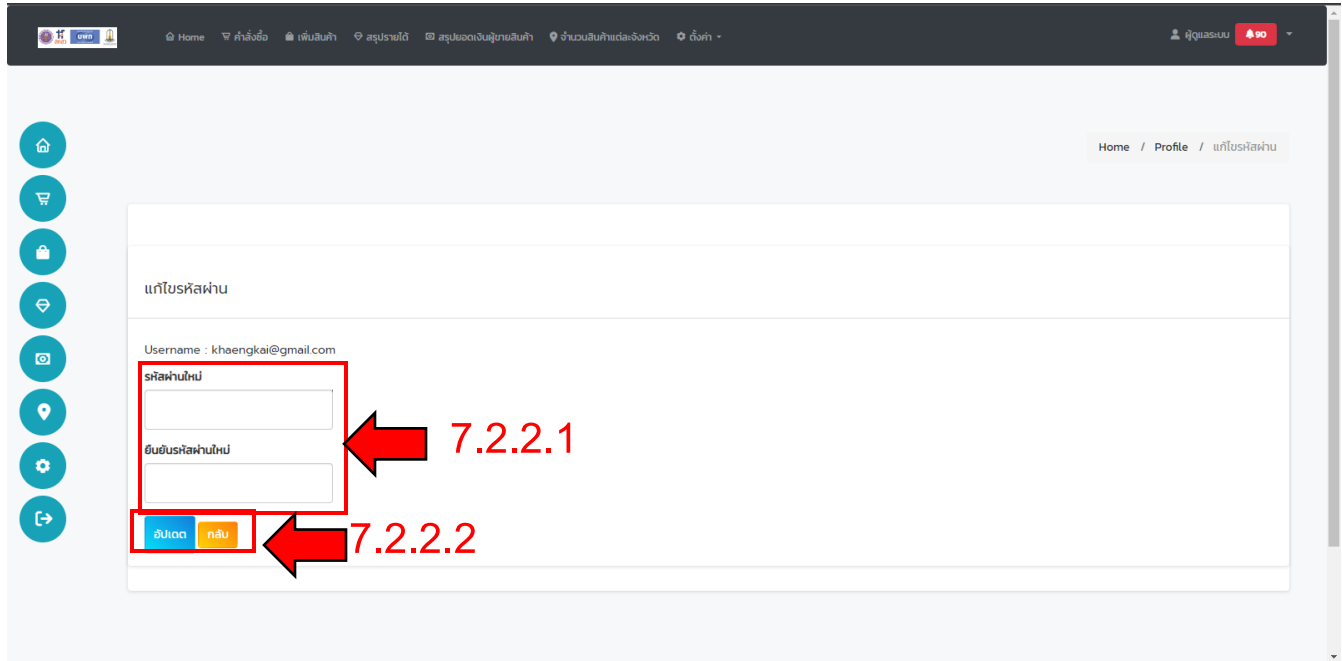 Home คำสั่งซื้อ เพิ่มสินค้า สรุปรายได้ สรุปยอดเงินผู้ขายสินค้า จำนวนสินค้าแต่ละจังหวัด ตั้งค่า ผู้ดูแลระบบ 90
Home / Profile / แก้ไขรหัสผ่าน
แก้ไขรหัสผ่าน
Username : khaengkai@gmail.com
รหัสผ่านใหม่
7.2.2.1
ยืนยันรหัสผ่านใหม่
อัปเดต กลับ
7.2.2.2